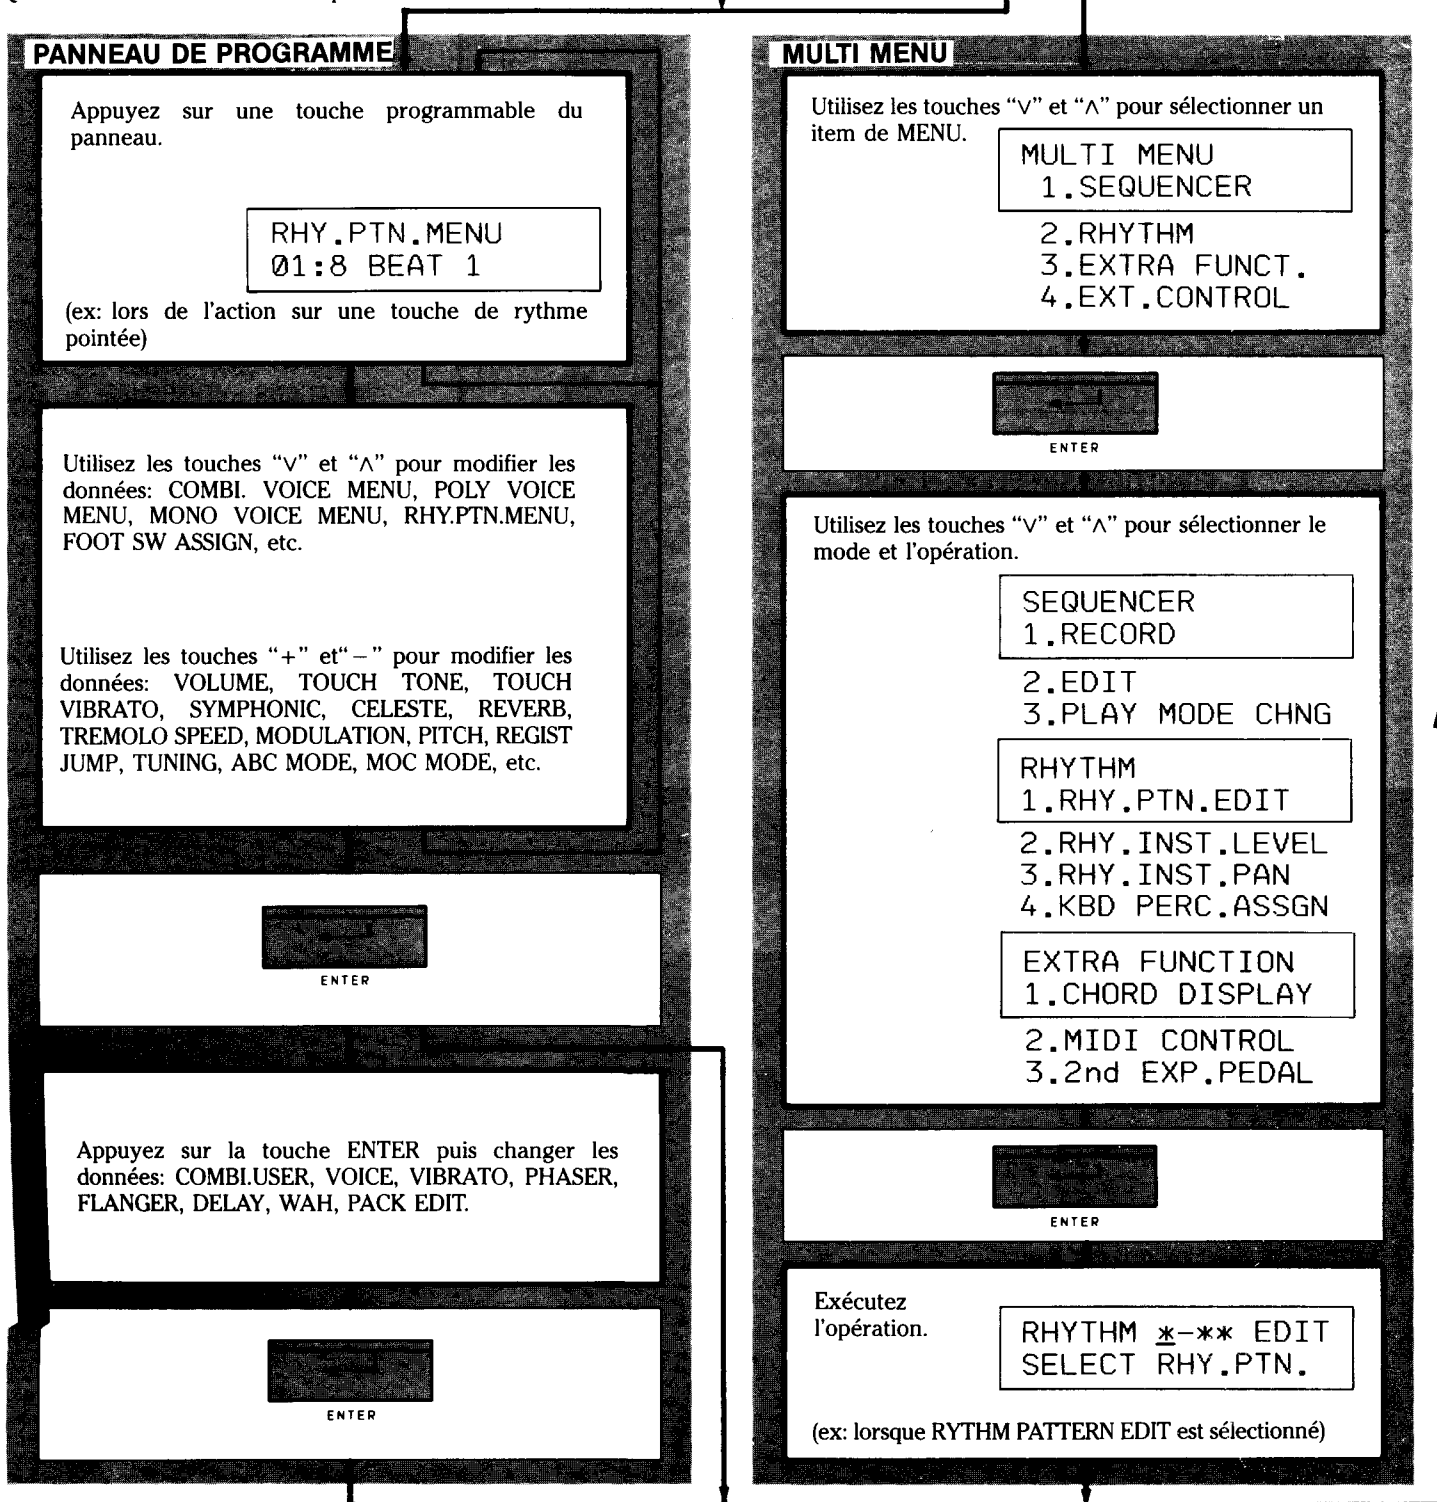 PANNEAU DE PROGRAMME
Appuyez sur une touche programmable du
panneau.
RHY.PTN.MENU
01:8 BEAT 1
(ex: lors de l'action sur une touche de rythme
pointée)
Utilisez les touches “∨” et “∧” pour modifier les
données: COMBI. VOICE MENU, POLY VOICE
MENU, MONO VOICE MENU, RHY.PTN.MENU,
FOOT SW ASSIGN, etc.
Utilisez les touches “+” et“−” pour modifier les
données: VOLUME, TOUCH TONE, TOUCH
VIBRATO, SYMPHONIC, CELESTE, REVERB,
TREMOLO SPEED, MODULATION, PITCH, REGIST
JUMP, TUNING, ABC MODE, MOC MODE, etc.
ENTER
Appuyez sur la touche ENTER puis changer les
données: COMBI.USER, VOICE, VIBRATO, PHASER,
FLANGER, DELAY, WAH, PACK EDIT.
ENTER
MULTI MENU
Utilisez les touches “∨” et “∧” pour sélectionner un
item de MENU.
MULTI MENU
1.SEQUENCER
2.RHYTHM
3.EXTRA FUNCT.
4.EXT.CONTROL
ENTER
Utilisez les touches “∨” et “∧” pour sélectionner le
mode et l'opération.
SEQUENCER
1.RECORD
2.EDIT
3.PLAY MODE CHNG
RHYTHM
1.RHY.PTN.EDIT
2.RHY.INST.LEVEL
3.RHY.INST.PAN
4.KBD PERC.ASSGN
EXTRA FUNCTION
1.CHORD DISPLAY
2.MIDI CONTROL
3.2nd EXP.PEDAL
ENTER
Exécutez
l'opération.
RHYTHM *-** EDIT
SELECT RHY.PTN.
(ex: lorsque RYTHM PATTERN EDIT est sélectionné)